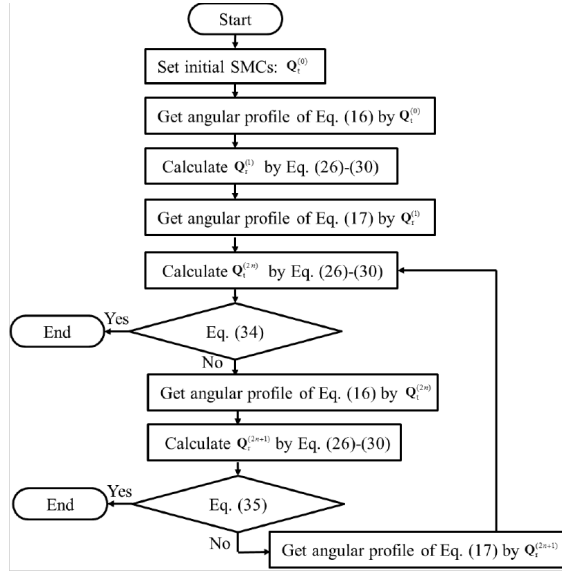 Start
Set initial SMCs: Q_t^(0)
Get angular profile of Eq. (16) by Q_t^(0)
Calculate Q_r^(1) by Eq. (26)-(30)
Get angular profile of Eq. (17) by Q_r^(1)
Calculate Q_t^(2n) by Eq. (26)-(30)
End
Yes
Eq. (34)
No
Get angular profile of Eq. (16) by Q_t^(2n)
Calculate Q_r^(2n+1) by Eq. (26)-(30)
End
Yes
Eq. (35)
No
Get angular profile of Eq. (17) by Q_r^(2n+1)